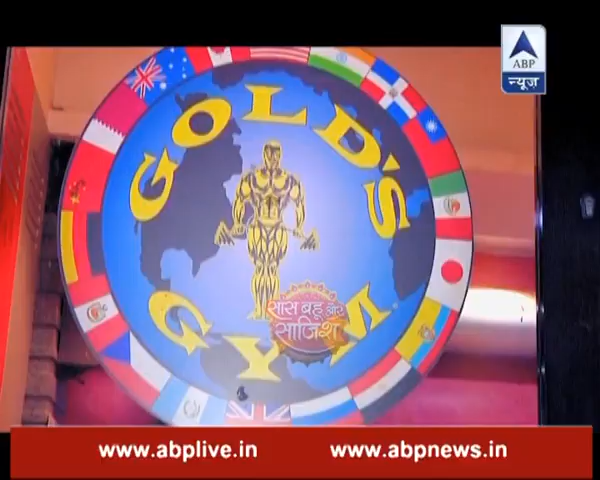 ABP
न्यूज़
GOLD'S
GYM
सास बहू और
साजिश
www.abplive.in
www.abpnews.in